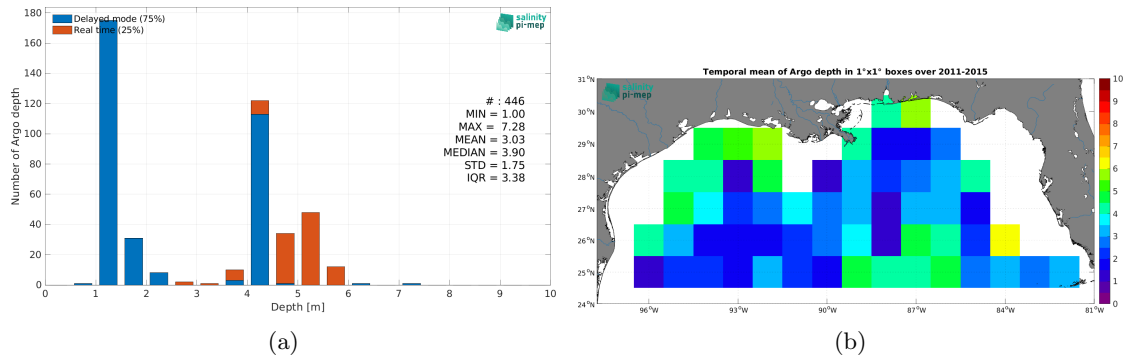 Delayed mode (75%)
Real time (25%)
salinity
pi-mep
Number of Argo depth
180
160
140
120
100
80
60
40
20
0
# : 446
MIN = 1.00
MAX = 7.28
MEAN = 3.03
MEDIAN = 3.90
STD = 1.75
IQR = 3.38
0 1 2 3 4 5 6 7 8 9 10
Depth [m]
(a)
Temporal mean of Argo depth in 1°x1° boxes over 2011-2015
salinity
pi-mep
31°N
30°N
29°N
28°N
27°N
26°N
25°N
24°N
96°W 93°W 90°W 87°W 84°W 81°W
10
9
8
7
6
5
4
3
2
1
0
(b)